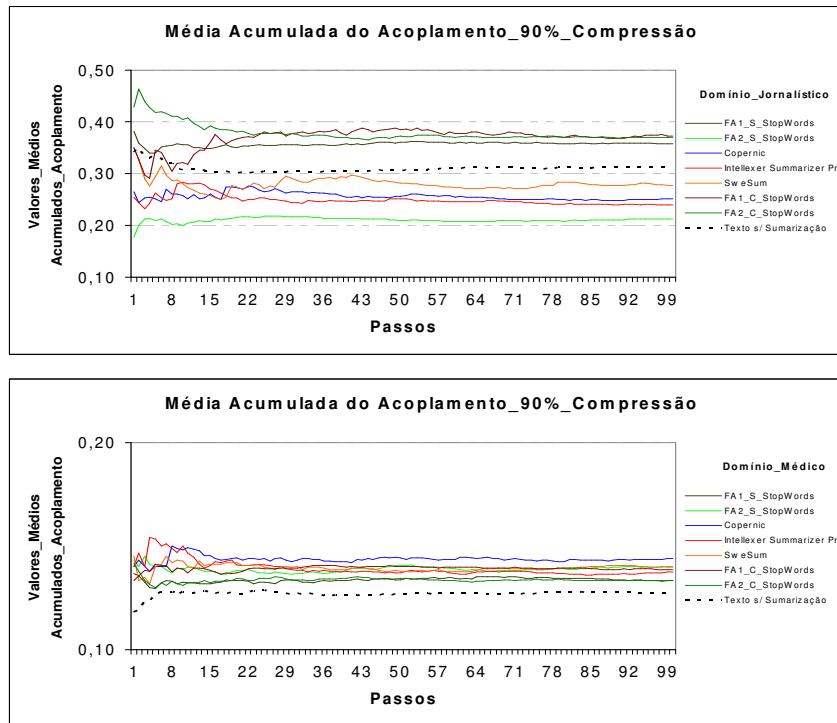 Média Acumulada do Acoplamento_90%_Compressão
Valores_Médios
Acumulados_Acoplamento
0,50
0,40
0,30
0,20
0,10
1 8 15 22 29 36 43 50 57 64 71 78 85 92 99
Passos
Domínio_Jornalístico
FA1_S_StopWords
FA2_S_StopWords
Copernic
Intellexer Summarizer Pr
SweSum
FA1_C_StopWords
FA2_C_StopWords
Texto s/ Sumarização
Média Acumulada do Acoplamento_90%_Compressão
Valores_Médios
Acumulados_Acoplamento
0,20
0,10
1 8 15 22 29 36 43 50 57 64 71 78 85 92 99
Passos
Domínio_Médico
FA1_S_StopWords
FA2_S_StopWords
Copernic
Intellexer Summarizer Pr
SweSum
FA1_C_StopWords
FA2_C_StopWords
Texto s/ Sumarização